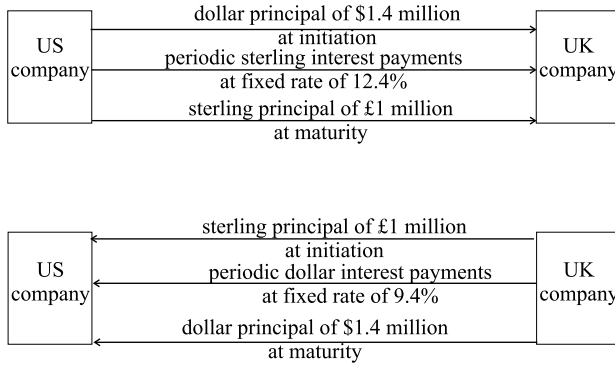 dollar principal of $1.4 million
at initiation
US
company
periodic sterling interest payments
at fixed rate of 12.4%
UK
company
sterling principal of £1 million
at maturity
sterling principal of £1 million
at initiation
US
company
periodic dollar interest payments
at fixed rate of 9.4%
UK
company
dollar principal of $1.4 million
at maturity